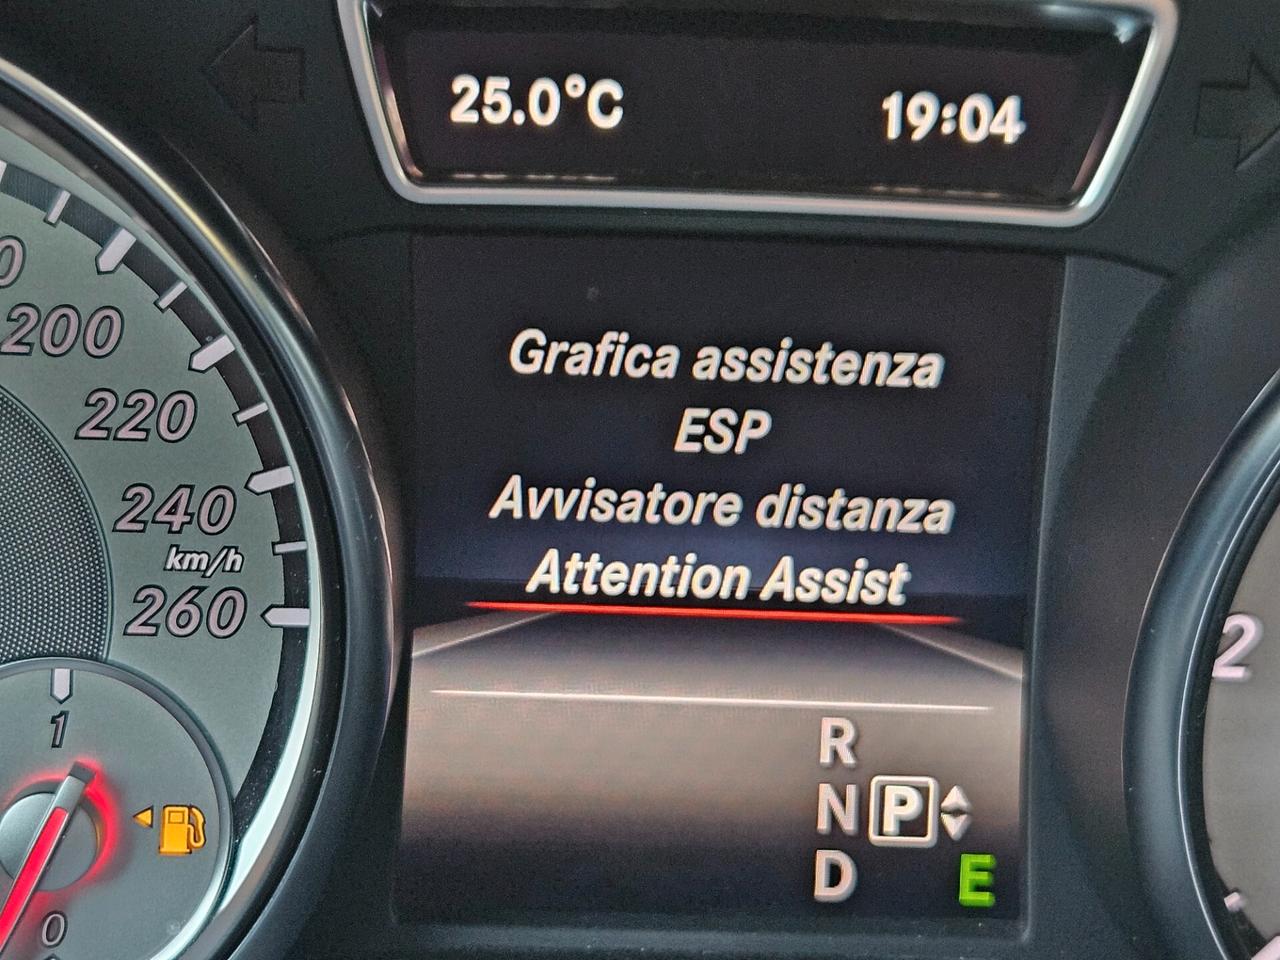 25.0°C 19:04
Grafica assistenza
ESP
Avvisatore distanza
Attention Assist
200
220
240
km/h
260
1
0
R
N P
D E
2